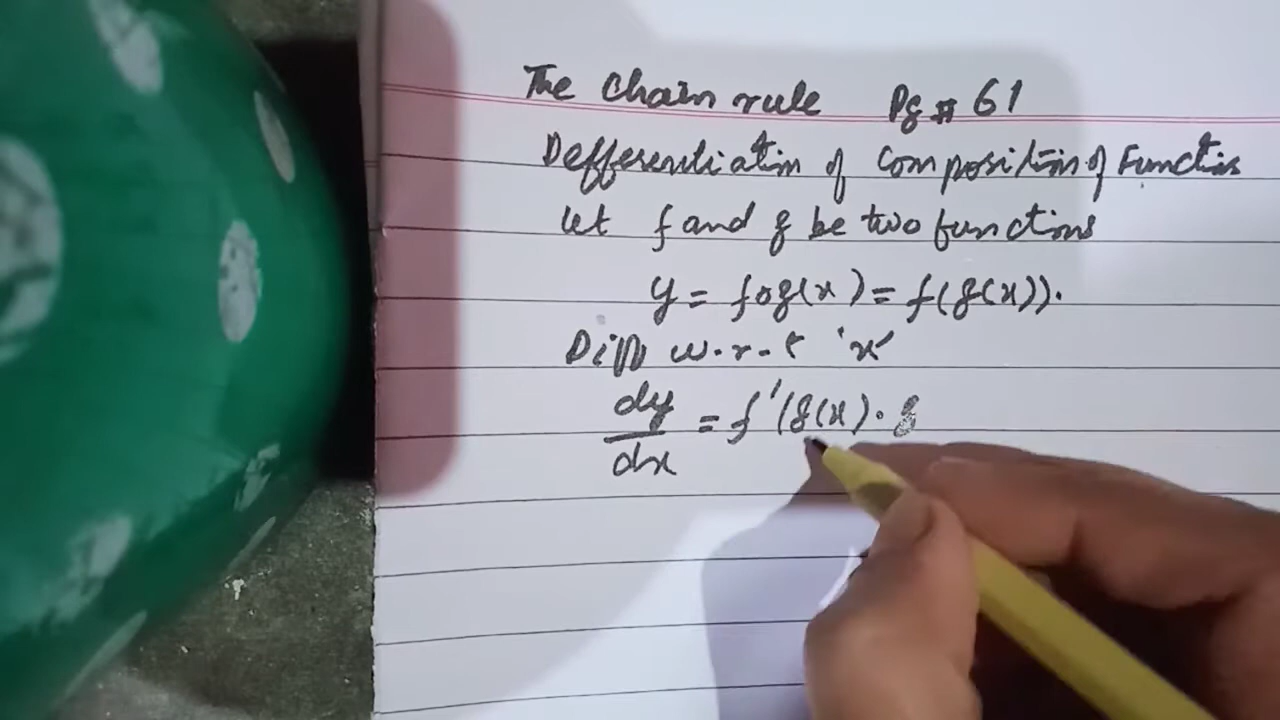 The Chain rule Pg # 61
Defferentiation of Composition of Functions
let f and g be two functions
y = fog(x) = f(g(x)).
Diff w.r.t 'x'
dy/dx = f'(g(x) . g